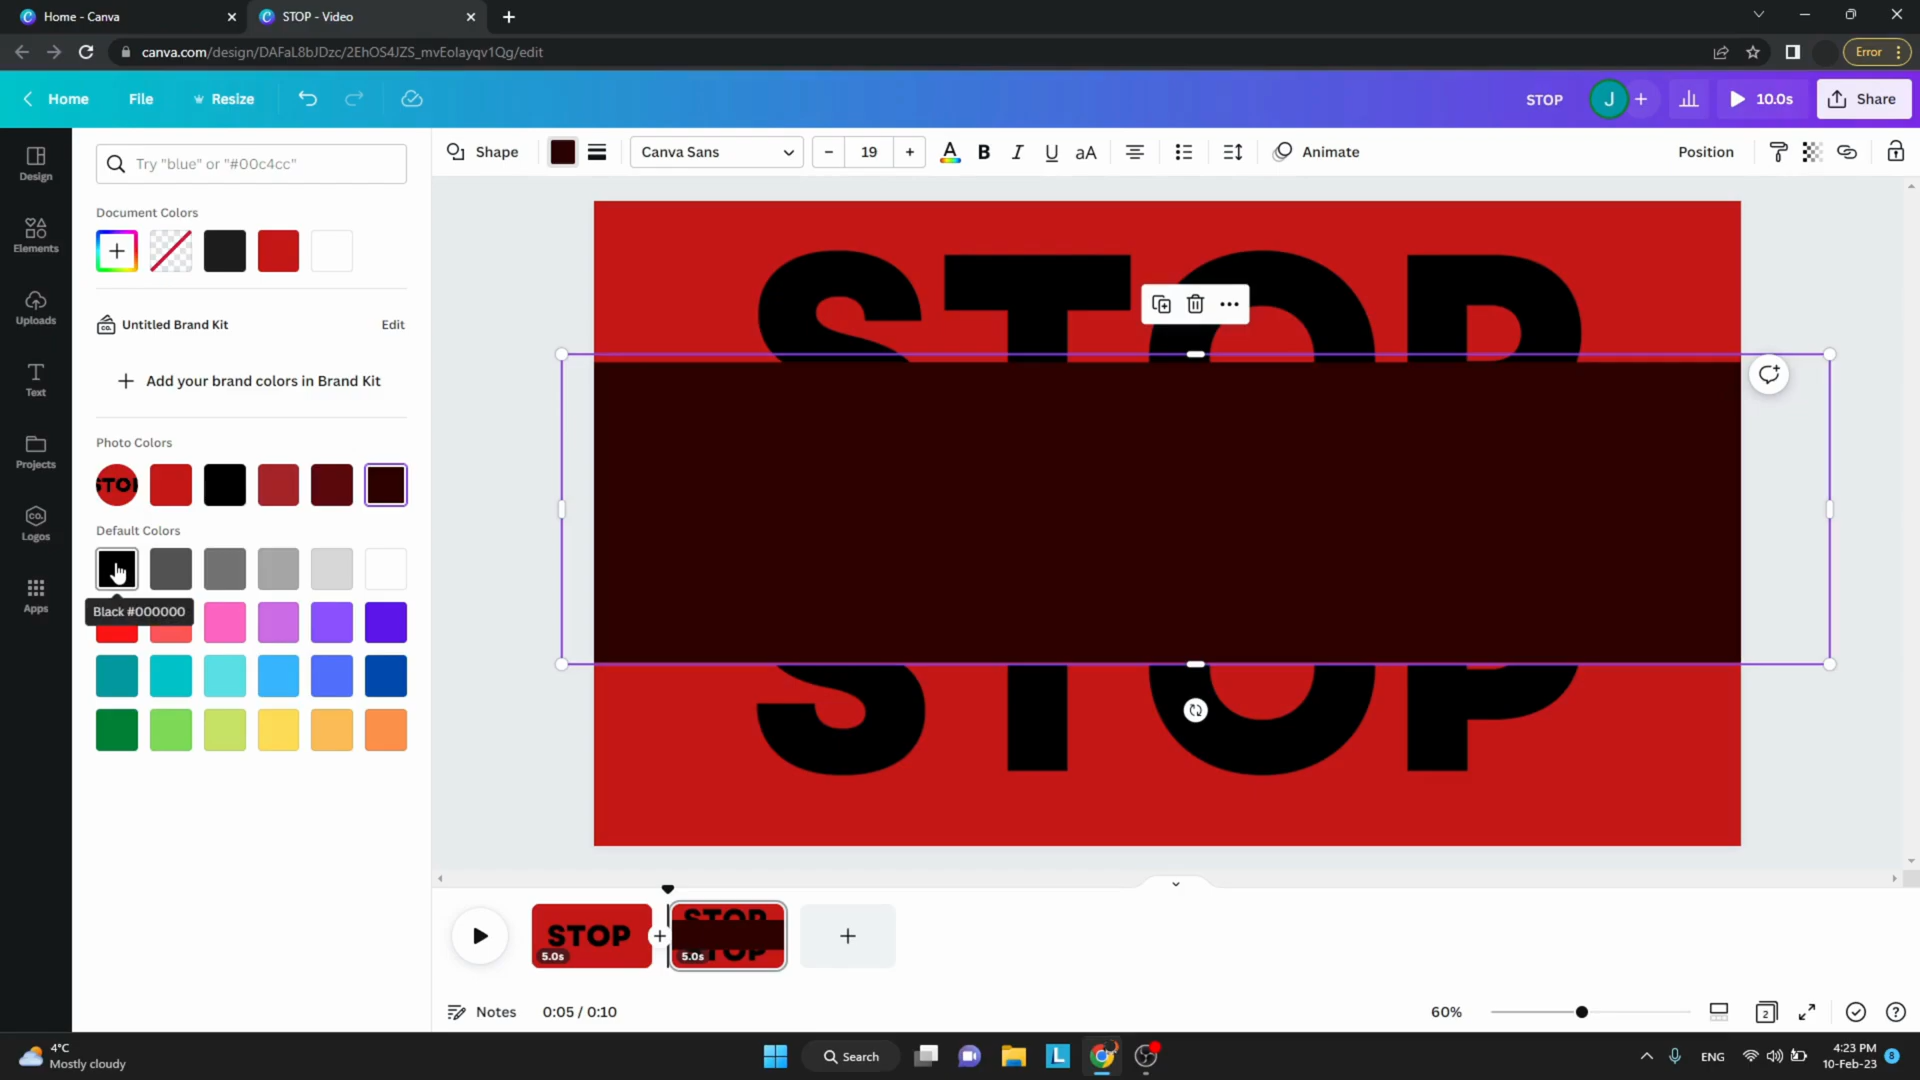 Home - Canva
STOP - Video
canva.com/design/DAFaL8bJDzc/2EhOS4JZS_mvEoIayqv1Qg/edit
Error
Home
File
Resize
STOP
J
10.0s
Share
Try "blue" or "#00c4cc"
Shape
Canva Sans
19
A
B
I
U
aA
Animate
Position
Design
Elements
Uploads
Text
Projects
Logos
Apps
Document Colors
Untitled Brand Kit
Edit
Add your brand colors in Brand Kit
Photo Colors
Default Colors
Black #000000
STOP
STOP
5.0s
STOP
5.0s
Notes
0:05 / 0:10
60%
2
4°C
Mostly cloudy
Search
ENG
4:23 PM
10-Feb-23
8